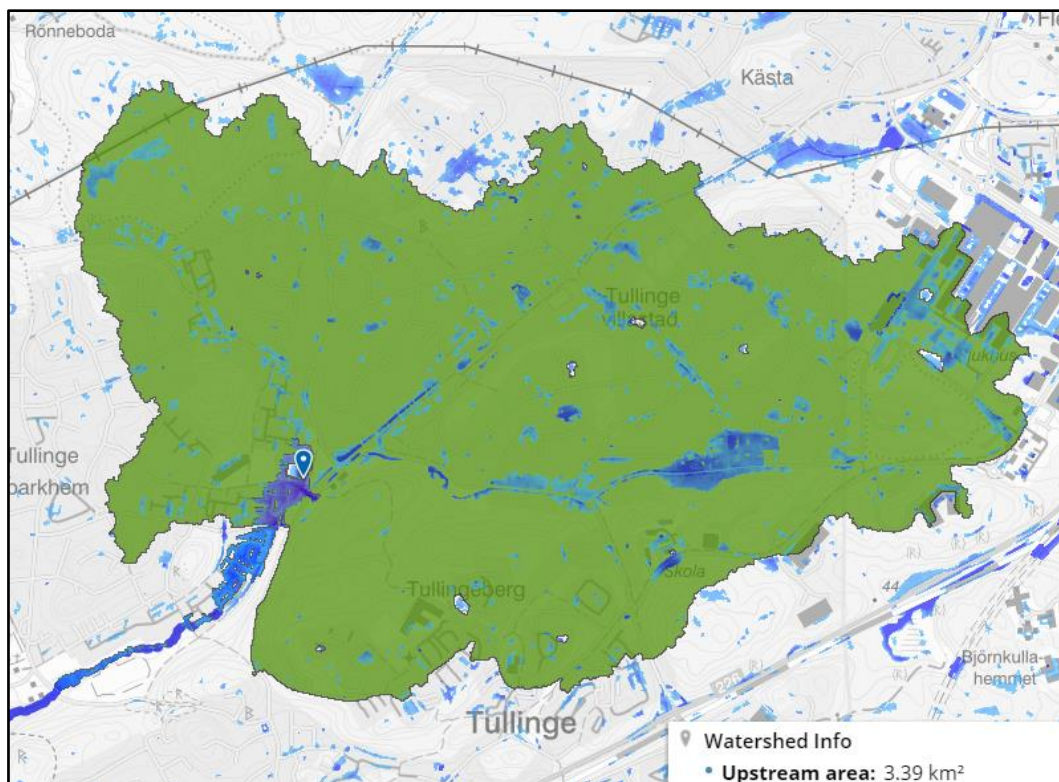 Rönneboda
Kästa
Tullinge
villastad
sjukhus
Tullinge
parkhem
Skola
44
Tullingeberg
226
(R)
(R)
(R)
(R)
(R)
Björnkulla-
hemmet
Tullinge
Watershed Info
• Upstream area: 3.39 km²